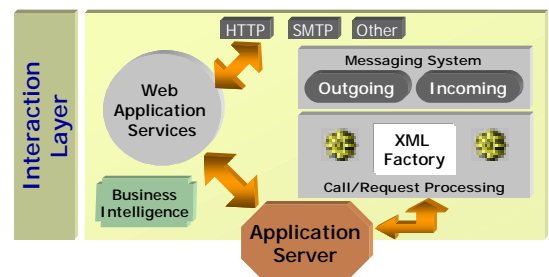 Interaction
Layer
HTTP
SMTP
Other
Web
Application
Services
Messaging System
Outgoing
Incoming
XML
Factory
Call/Request Processing
Business
Intelligence
Application
Server